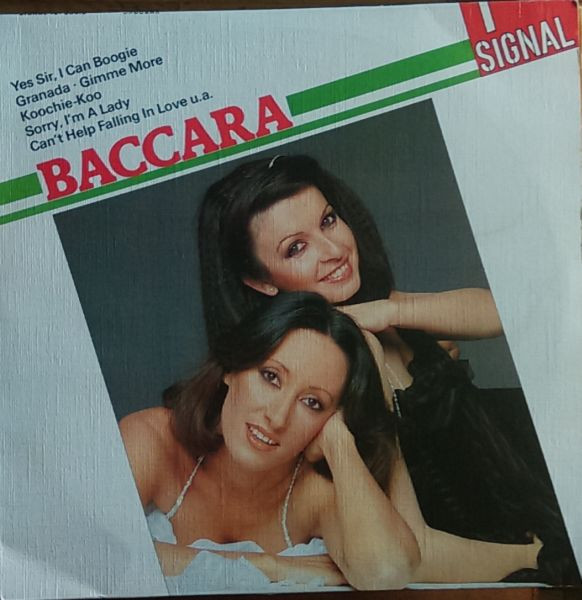 SIGNAL
Yes Sir, I Can Boogie
Granada · Gimme More
Koochie-Koo
Sorry, I'm A Lady
Can't Help Falling In Love u.a.
BACCARA